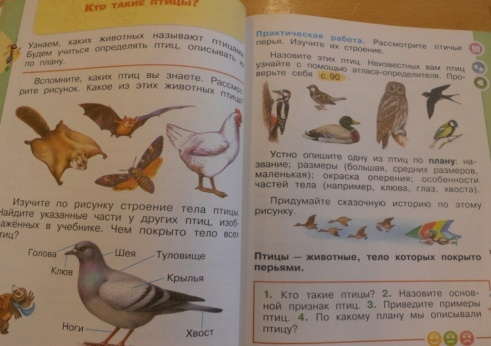 Кто такие птицы?
Узнаем, каких животных называют птицами.
Будем учиться определять птиц, описывать их
по плану.
Вспомните, каких птиц вы знаете. Рассмот-
рите рисунок. Какое из этих животных птица?
Изучите по рисунку строение тела птицы.
Найдите указанные части у других птиц, изоб-
ражённых в учебнике. Чем покрыто тело всех
птиц?
Голова
Шея
Туловище
Клюв
Крылья
Ноги
Хвост
Практическая работа. Рассмотрите птичьи
перья. Изучите их строение.
Назовите этих птиц. Неизвестных вам птиц
узнайте с помощью атласа-определителя. Про-
верьте себя с. 90
Устно опишите одну из птиц по плану: на-
звание; размеры (большая, средних размеров,
маленькая); окраска оперения; особенности
частей тела (например, клюва, глаз, хвоста).
Придумайте сказочную историю по этому
рисунку.
Птицы — животные, тело которых покрыто
перьями.
1. Кто такие птицы? 2. Назовите основ-
ной признак птиц. 3. Приведите примеры
птиц. 4. По какому плану мы описывали
птицу?